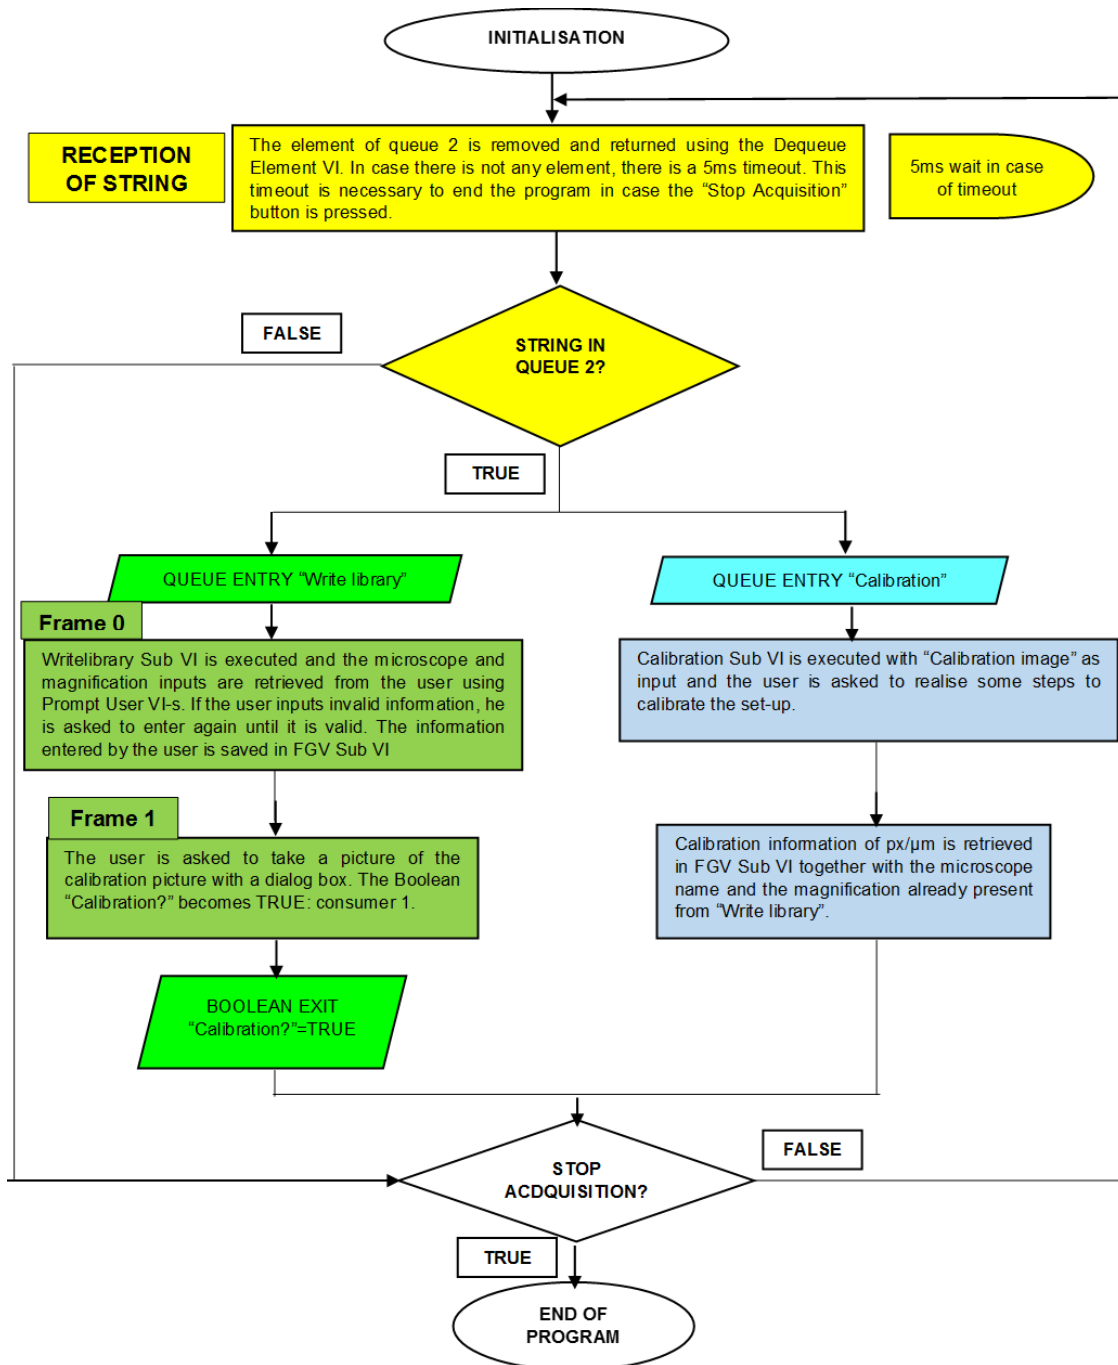 INITIALISATION
RECEPTION
OF STRING
The element of queue 2 is removed and returned using the Dequeue
Element VI. In case there is not any element, there is a 5ms timeout. This
timeout is necessary to end the program in case the “Stop Acquisition”
button is pressed.
5ms wait in case
of timeout
FALSE
STRING IN
QUEUE 2?
TRUE
QUEUE ENTRY “Write library”
QUEUE ENTRY “Calibration”
Frame 0
Writelibrary Sub VI is executed and the microscope and
magnification inputs are retrieved from the user using
Prompt User VI-s. If the user inputs invalid information, he
is asked to enter again until it is valid. The information
entered by the user is saved in FGV Sub VI
Calibration Sub VI is executed with “Calibration image” as
input and the user is asked to realise some steps to
calibrate the set-up.
Frame 1
The user is asked to take a picture of the
calibration picture with a dialog box. The Boolean
“Calibration?” becomes TRUE: consumer 1.
Calibration information of px/µm is retrieved
in FGV Sub VI together with the microscope
name and the magnification already present
from “Write library”.
BOOLEAN EXIT
“Calibration?”=TRUE
STOP
ACDQUISITION?
FALSE
TRUE
END OF
PROGRAM